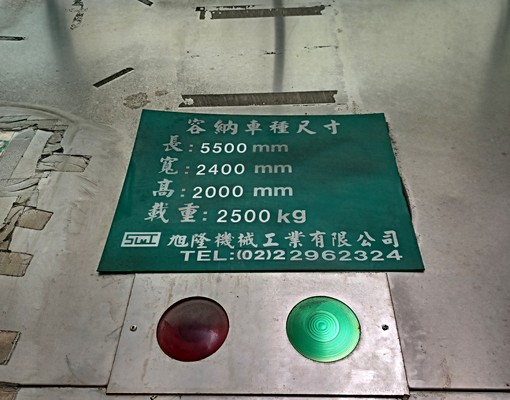 容納車種尺寸
長：5500 mm
寬：2400 mm
高：2000 mm
載重：2500 kg
SMI 旭隆機械工業有限公司
TEL:(02)22962324